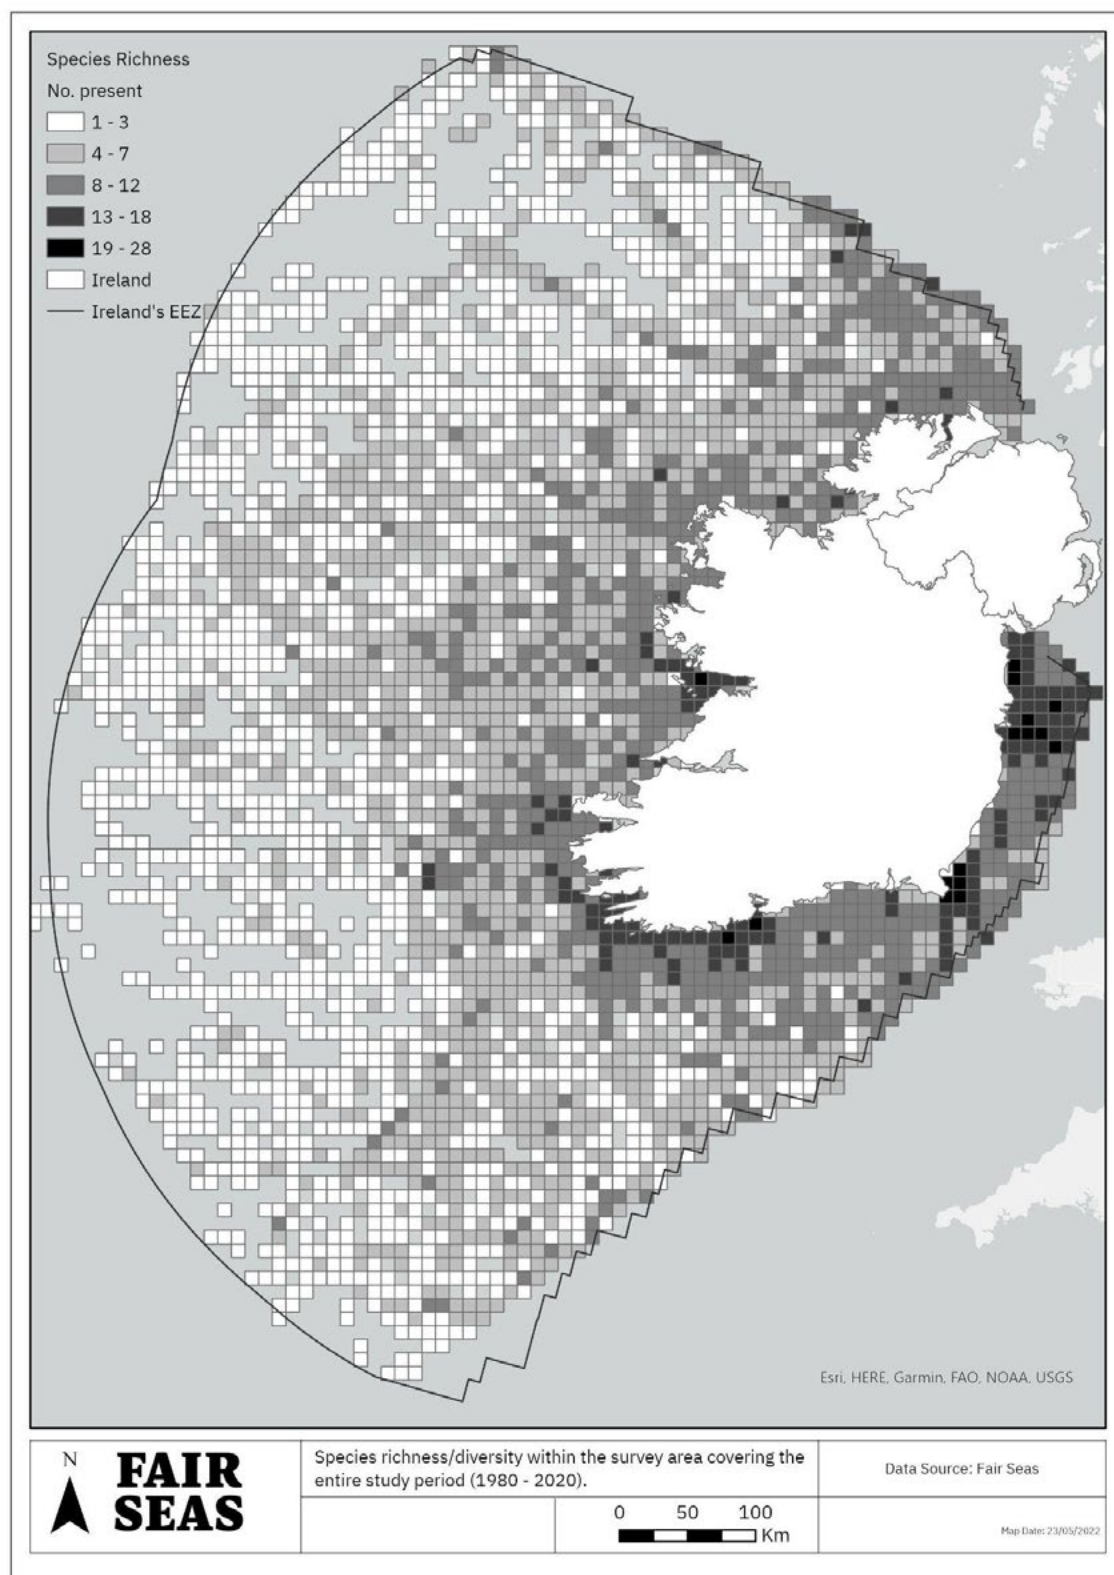 Species Richness
No. present
1 - 3
4 - 7
8 - 12
13 - 18
19 - 28
Ireland
Ireland's EEZ
Esri, HERE, Garmin, FAO, NOAA, USGS
N
FAIR
SEAS
Species richness/diversity within the survey area covering the
entire study period (1980 - 2020).
0 50 100
Km
Data Source: Fair Seas
Map Date: 23/05/2022